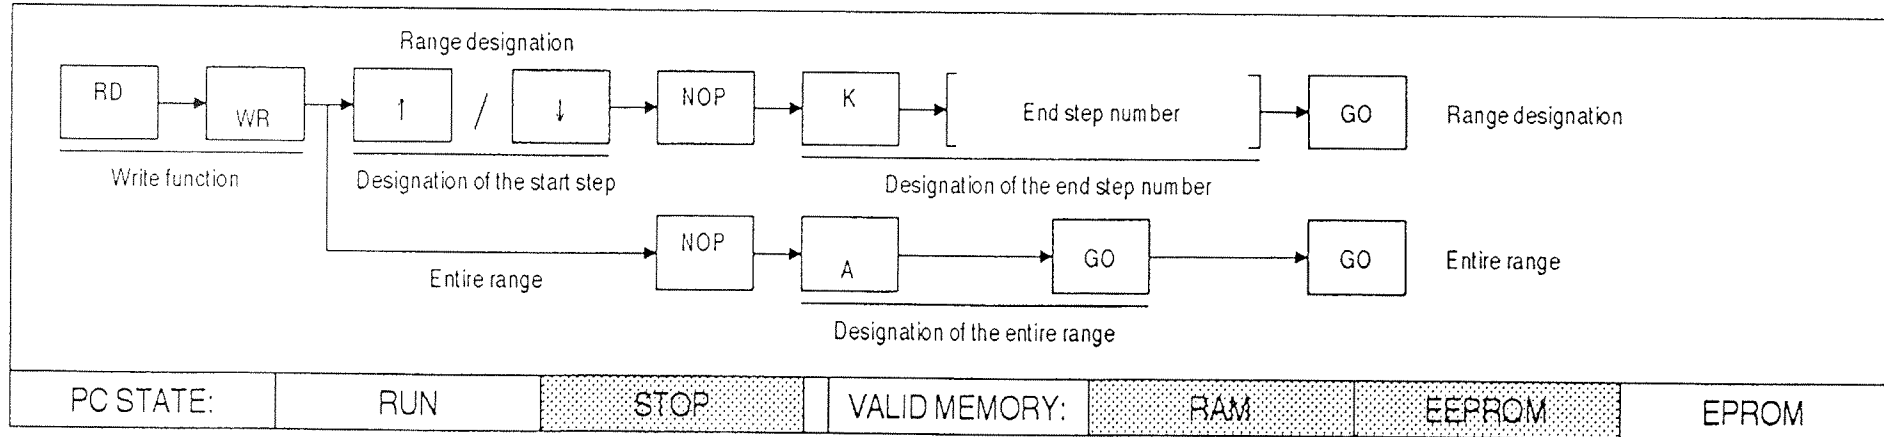 Range designation
RD WR ↑ / ↓ NOP K End step number GO Range designation
Write function Designation of the start step Designation of the end step number
NOP A GO GO Entire range
Entire range
Designation of the entire range
PC STATE: RUN STOP VALID MEMORY: RAM EEPROM EPROM